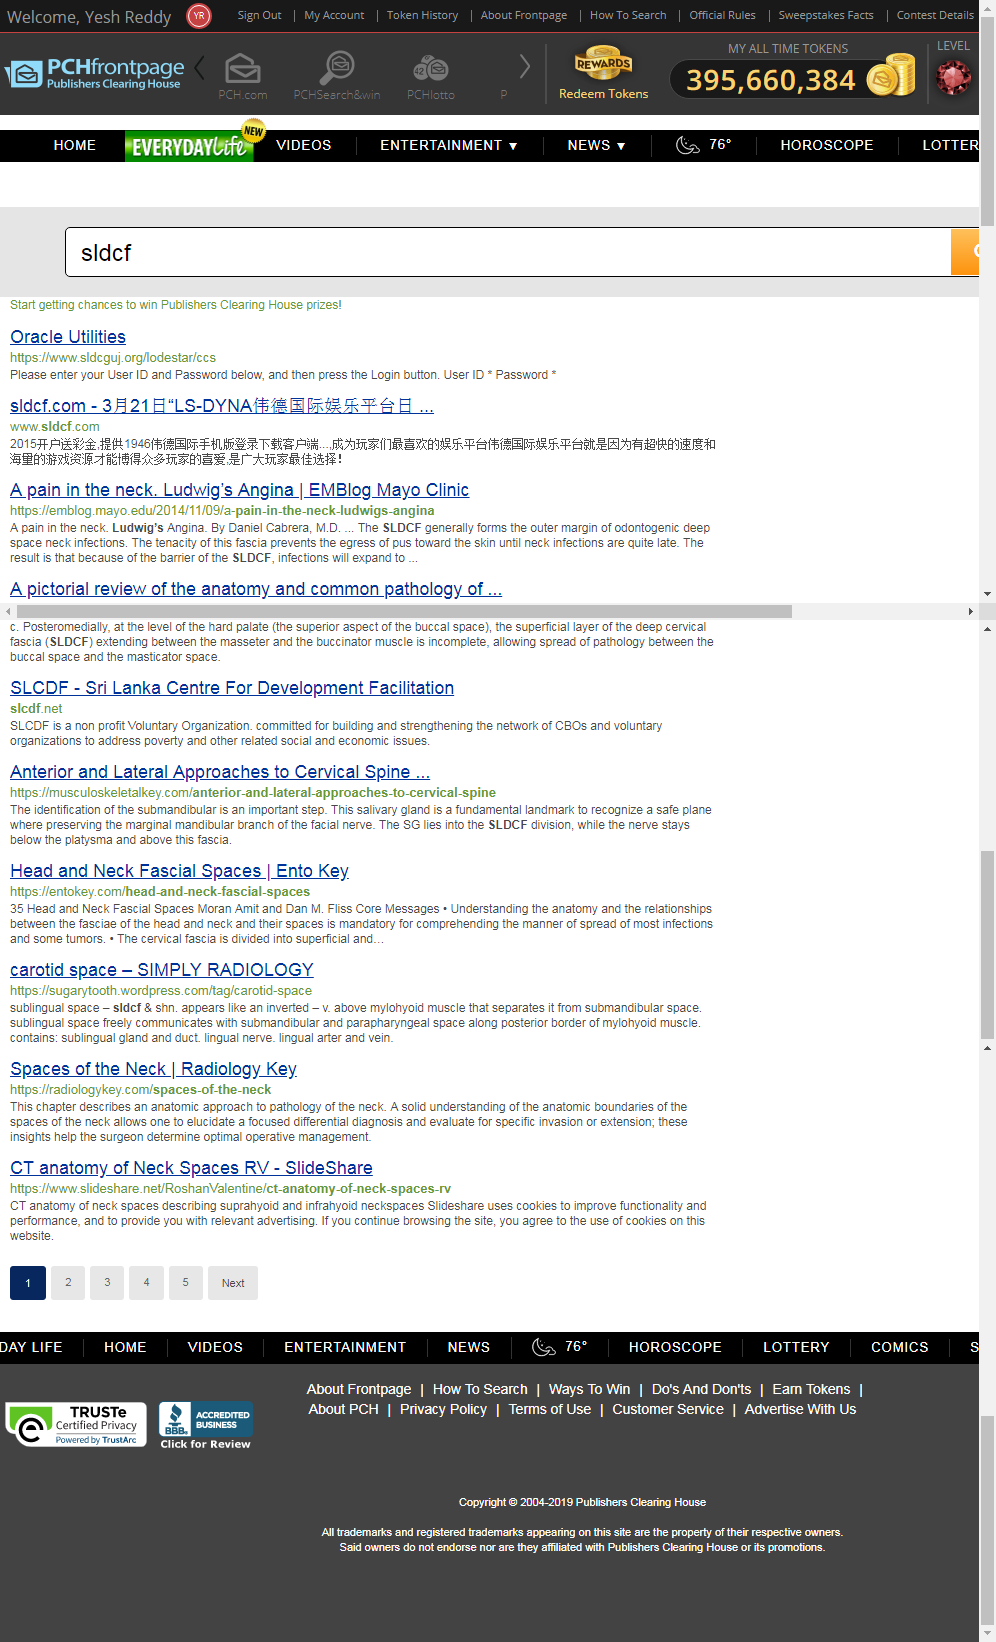 Welcome, Yesh Reddy YR Sign Out | My Account | Token History | About Frontpage | How To Search | Official Rules | Sweepstakes Facts | Contest Details
PCHfrontpage
Publishers Clearing House
PCH.com PCHSearch&win PCHlotto P
42
REWARDS
Redeem Tokens
MY ALL TIME TOKENS
395,660,384
LEVEL
HOME EVERYDAY Life NEW VIDEOS ENTERTAINMENT ▼ NEWS ▼ 76° HOROSCOPE LOTTER
sldcf
Start getting chances to win Publishers Clearing House prizes!
Oracle Utilities
https://www.sldcguj.org/lodestar/ccs
Please enter your User ID and Password below, and then press the Login button. User ID * Password *
sldcf.com - 3月21日“LS-DYNA伟德国际娱乐平台日 ...
www.sldcf.com
2015开户送彩金,提供1946伟德国际手机版登录下载客户端...,成为玩家们最喜欢的娱乐平台伟德国际娱乐平台就是因为有超快的速度和
海里的游戏资源才能博得众多玩家的喜爱,是广大玩家最佳选择!
A pain in the neck. Ludwig’s Angina | EMBlog Mayo Clinic
https://emblog.mayo.edu/2014/11/09/a-pain-in-the-neck-ludwigs-angina
A pain in the neck. Ludwig’s Angina. By Daniel Cabrera, M.D. ... The SLDCF generally forms the outer margin of odontogenic deep
space neck infections. The tenacity of this fascia prevents the egress of pus toward the skin until neck infections are quite late. The
result is that because of the barrier of the SLDCF, infections will expand to ...
A pictorial review of the anatomy and common pathology of ...
c. Posteromedially, at the level of the hard palate (the superior aspect of the buccal space), the superficial layer of the deep cervical
fascia (SLDCF) extending between the masseter and the buccinator muscle is incomplete, allowing spread of pathology between the
buccal space and the masticator space.
SLCDF - Sri Lanka Centre For Development Facilitation
slcdf.net
SLCDF is a non profit Voluntary Organization. committed for building and strengthening the network of CBOs and voluntary
organizations to address poverty and other related social and economic issues.
Anterior and Lateral Approaches to Cervical Spine ...
https://musculoskeletalkey.com/anterior-and-lateral-approaches-to-cervical-spine
The identification of the submandibular is an important step. This salivary gland is a fundamental landmark to recognize a safe plane
where preserving the marginal mandibular branch of the facial nerve. The SG lies into the SLDCF division, while the nerve stays
below the platysma and above this fascia.
Head and Neck Fascial Spaces | Ento Key
https://entokey.com/head-and-neck-fascial-spaces
35 Head and Neck Fascial Spaces Moran Amit and Dan M. Fliss Core Messages • Understanding the anatomy and the relationships
between the fasciae of the head and neck and their spaces is mandatory for comprehending the manner of spread of most infections
and some tumors. • The cervical fascia is divided into superficial and…
carotid space – SIMPLY RADIOLOGY
https://sugarytooth.wordpress.com/tag/carotid-space
sublingual space – sldcf & shn. appears like an inverted – v. above mylohyoid muscle that separates it from submandibular space.
sublingual space freely communicates with submandibular and parapharyngeal space along posterior border of mylohyoid muscle.
contains: sublingual gland and duct. lingual nerve. lingual arter and vein.
Spaces of the Neck | Radiology Key
https://radiologykey.com/spaces-of-the-neck
This chapter describes an anatomic approach to pathology of the neck. A solid understanding of the anatomic boundaries of the
spaces of the neck allows one to elucidate a focused differential diagnosis and evaluate for specific invasion or extension; these
insights help the surgeon determine optimal operative management.
CT anatomy of Neck Spaces RV - SlideShare
https://www.slideshare.net/RoshanValentine/ct-anatomy-of-neck-spaces-rv
CT anatomy of neck spaces describing suprahyoid and infrahyoid neckspaces Slideshare uses cookies to improve functionality and
performance, and to provide you with relevant advertising. If you continue browsing the site, you agree to the use of cookies on this
website.
1 2 3 4 5 Next
DAY LIFE HOME VIDEOS ENTERTAINMENT NEWS 76° HOROSCOPE LOTTERY COMICS S
About Frontpage | How To Search | Ways To Win | Do's And Don'ts | Earn Tokens |
About PCH | Privacy Policy | Terms of Use | Customer Service | Advertise With Us
TRUSTe
Certified Privacy
Powered by TrustArc
BBB
ACCREDITED
BUSINESS
Click for Review
Copyright © 2004-2019 Publishers Clearing House
All trademarks and registered trademarks appearing on this site are the property of their respective owners.
Said owners do not endorse nor are they affiliated with Publishers Clearing House or its promotions.